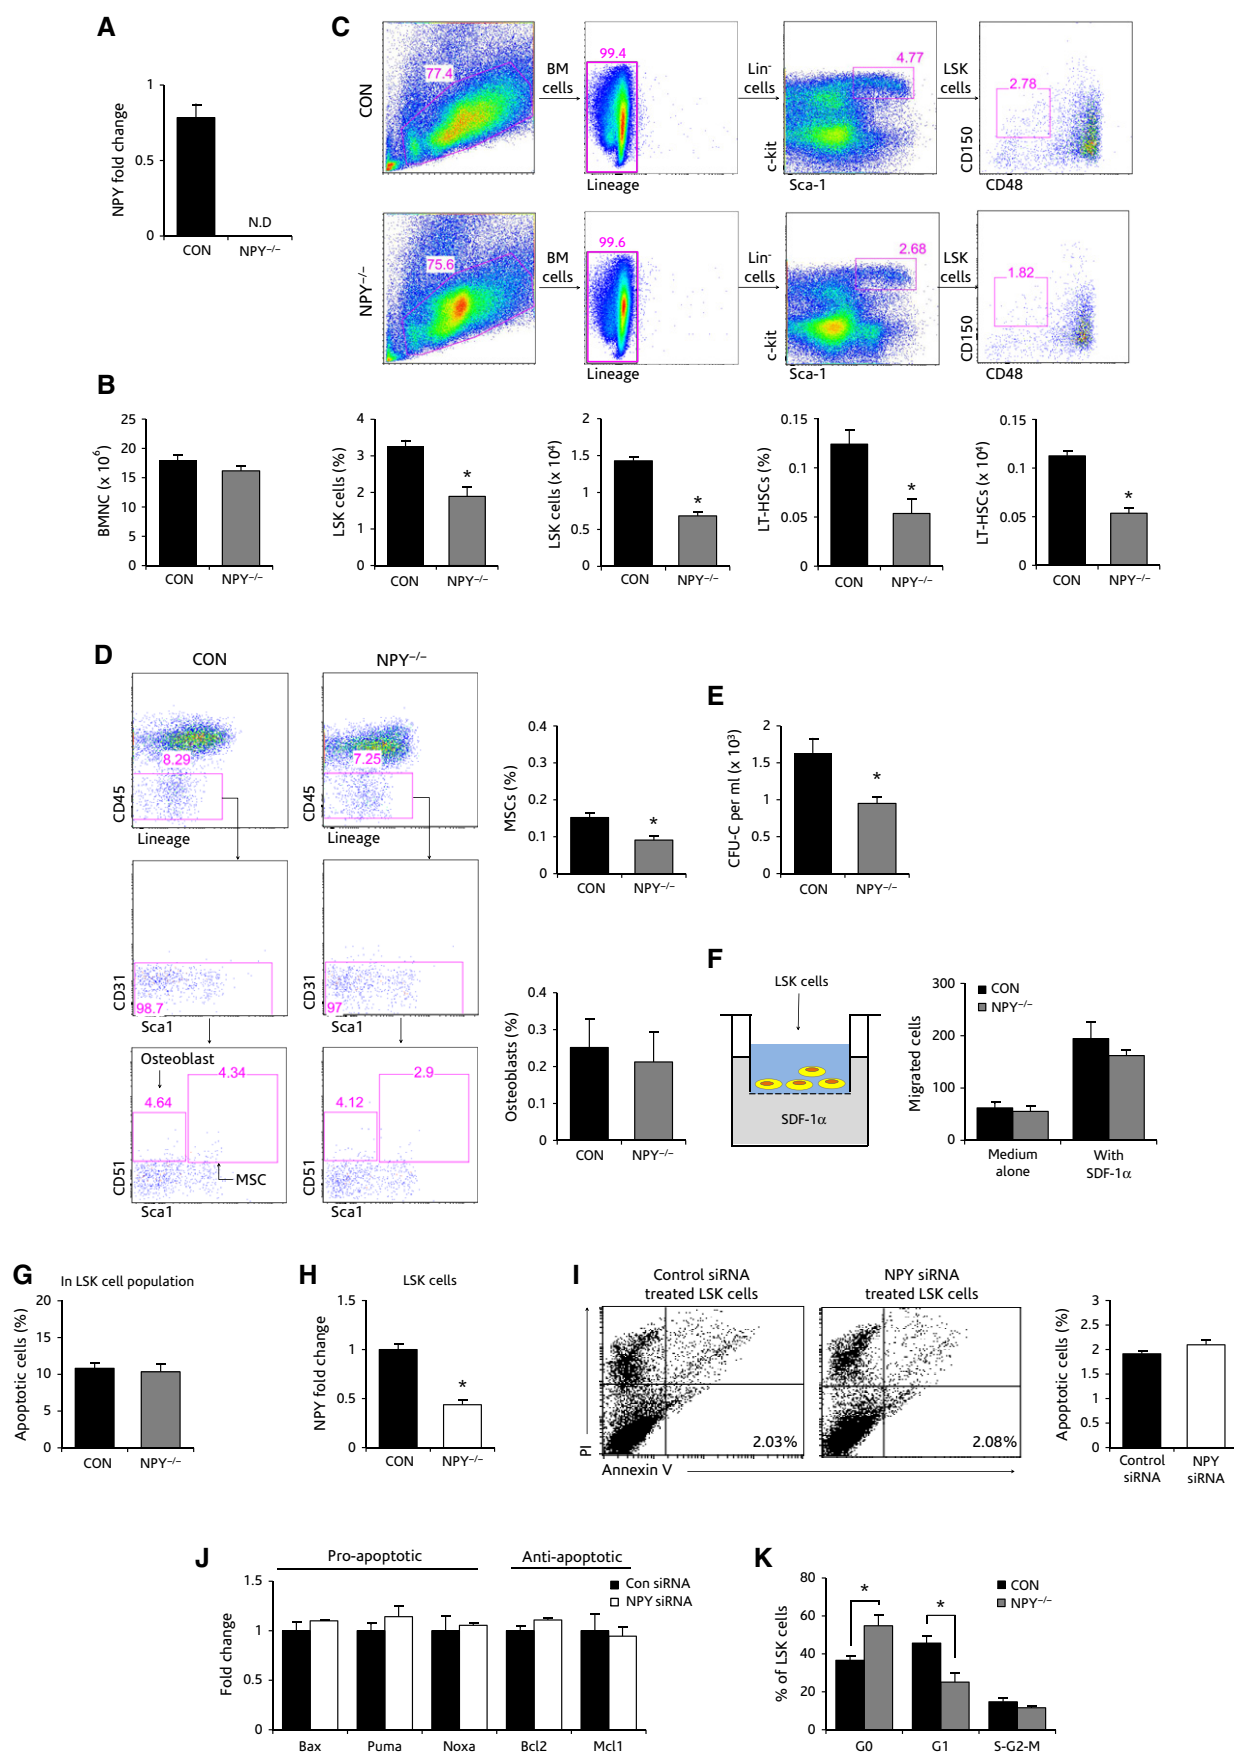 A
NPY fold change
1
0.5
0
N.D
CON
NPY−/−
C
CON
77.4
BM
cells
99.4
Lineage
Lin-
cells
4.77
c-kit
Sca-1
LSK
cells
2.78
CD150
CD48
NPY−/−
75.6
BM
cells
99.6
Lineage
Lin-
cells
2.68
c-kit
Sca-1
LSK
cells
1.82
CD150
CD48
B
BMNC (x 10⁶)
25
20
15
10
5
0
CON
NPY−/−
LSK cells (%)
4
3
2
1
0
*
CON
NPY−/−
LSK cells (x 10⁴)
2
1.5
1
0.5
0
*
CON
NPY−/−
LT-HSCs (%)
0.15
0.1
0.05
0
*
CON
NPY−/−
LT-HSCs (x 10⁴)
0.15
0.1
0.05
0
*
CON
NPY−/−
D
CON
NPY−/−
8.29
CD45
Lineage
7.25
CD45
Lineage
98.7
CD31
Sca1
97
CD31
Sca1
Osteoblast
4.34
4.64
MSC
CD51
Sca1
2.9
4.12
CD51
Sca1
MSCs (%)
0.4
0.3
0.2
0.1
0
*
CON
NPY−/−
Osteoblasts (%)
0.4
0.3
0.2
0.1
0
CON
NPY−/−
E
CFU-C per ml (x 10³)
2
1.5
1
0.5
0
*
CON
NPY−/−
F
LSK cells
SDF-1α
Migrated cells
300
200
100
0
CON
NPY−/−
Medium
alone
With
SDF-1α
G
In LSK cell population
Apoptotic cells (%)
20
15
10
5
0
CON
NPY−/−
H
LSK cells
NPY fold change
1.5
1
0.5
0
*
CON
NPY−/−
I
Control siRNA
treated LSK cells
NPY siRNA
treated LSK cells
PI
2.03%
2.08%
Annexin V
Apoptotic cells (%)
3
2.5
2
1.5
1
0.5
0
Control
siRNA
NPY
siRNA
J
Pro-apoptotic
Anti-apoptotic
Fold change
1.5
1
0.5
0
Con siRNA
NPY siRNA
Bax
Puma
Noxa
Bcl2
Mcl1
K
% of LSK cells
80
60
40
20
0
*
*
CON
NPY−/−
G0
G1
S-G2-M